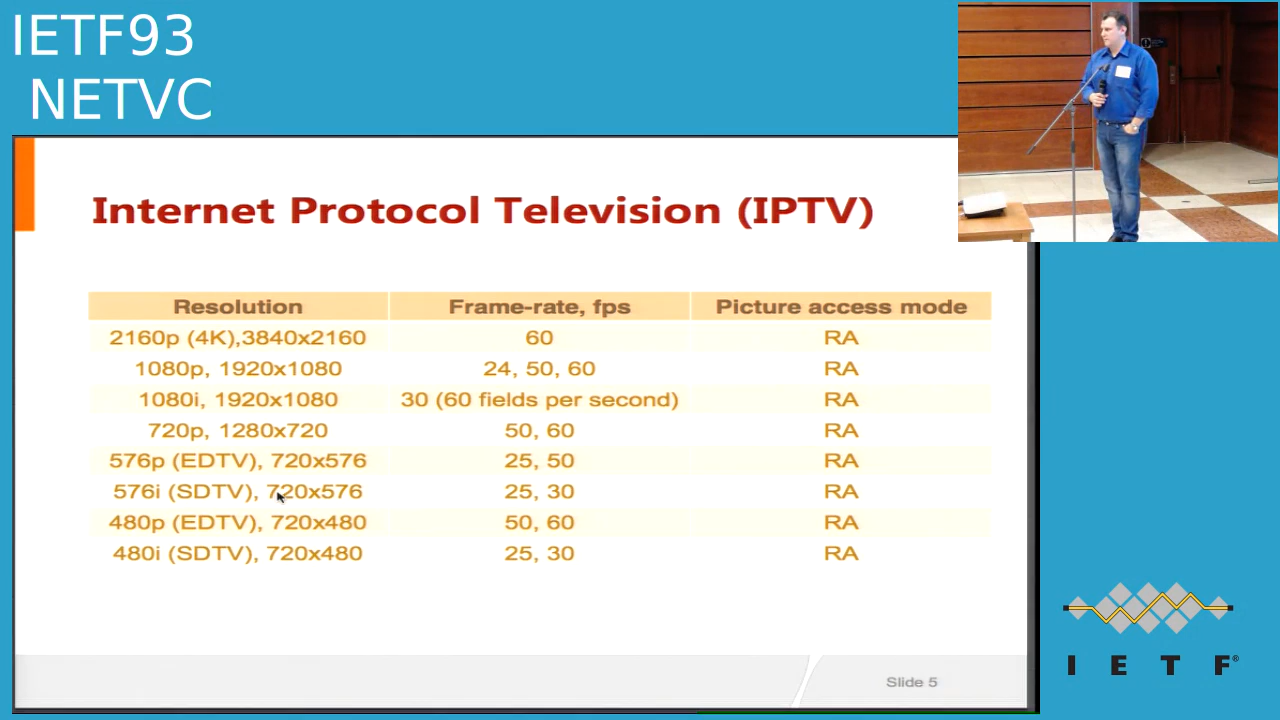 IETF93
NETVC
Internet Protocol Television (IPTV)
Resolution Frame-rate, fps Picture access mode
2160p (4K),3840x2160 60 RA
1080p, 1920x1080 24, 50, 60 RA
1080i, 1920x1080 30 (60 fields per second) RA
720p, 1280x720 50, 60 RA
576p (EDTV), 720x576 25, 50 RA
576i (SDTV), 720x576 25, 30 RA
480p (EDTV), 720x480 50, 60 RA
480i (SDTV), 720x480 25, 30 RA
Slide 5
I E T F®